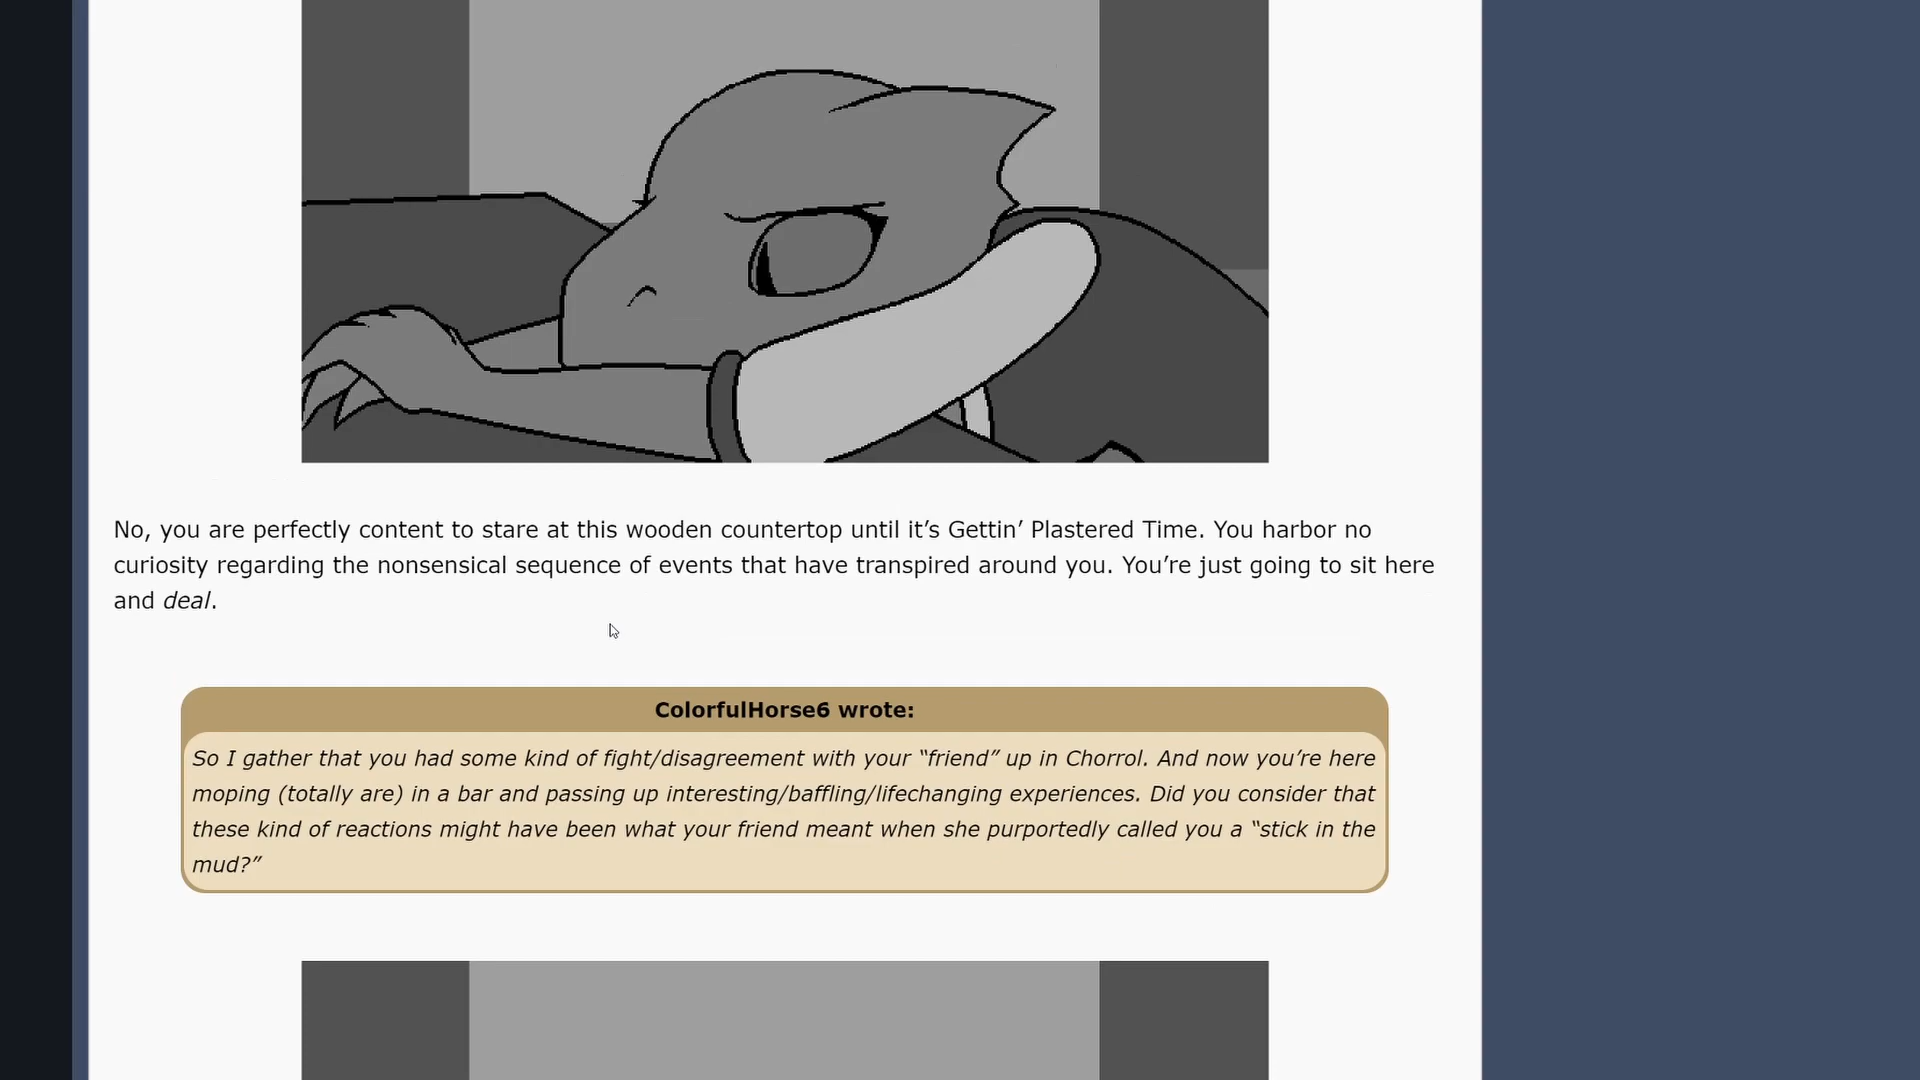 No, you are perfectly content to stare at this wooden countertop until it’s Gettin’ Plastered Time. You harbor no
curiosity regarding the nonsensical sequence of events that have transpired around you. You’re just going to sit here
and deal.
ColorfulHorse6 wrote:
So I gather that you had some kind of fight/disagreement with your “friend” up in Chorrol. And now you’re here
moping (totally are) in a bar and passing up interesting/baffling/lifechanging experiences. Did you consider that
these kind of reactions might have been what your friend meant when she purportedly called you a “stick in the
mud?”